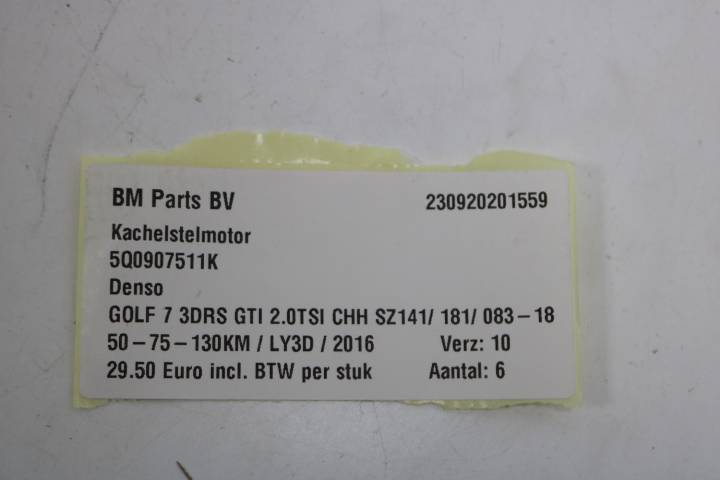 BM Parts BV 230920201559
Kachelstelmotor
5Q0907511K
Denso
GOLF 7 3DRS GTI 2.0TSI CHH SZ141/ 181/ 083-18
50-75-130KM / LY3D / 2016 Verz: 10
29.50 Euro incl. BTW per stuk Aantal: 6